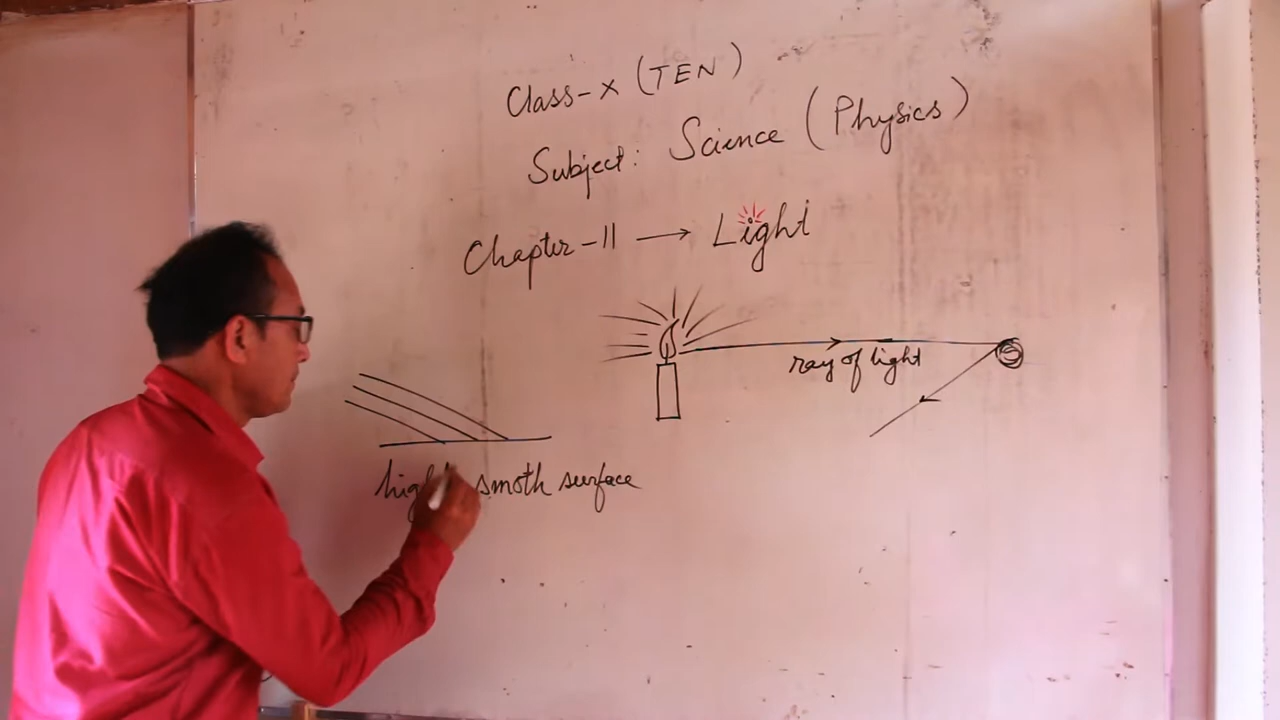 Class-X (TEN)
Subject: Science (Physics)
Chapter-11 → Light
ray of light
smoth surface